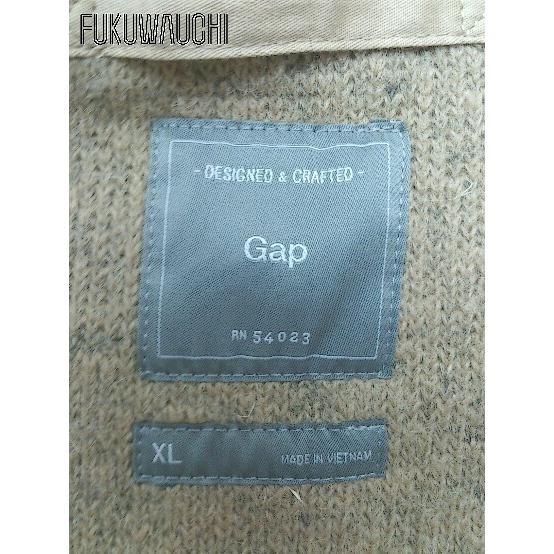 FUKUWAUCHI
- DESIGNED & CRAFTED -
Gap
RN 54023
XL
MADE IN VIETNAM